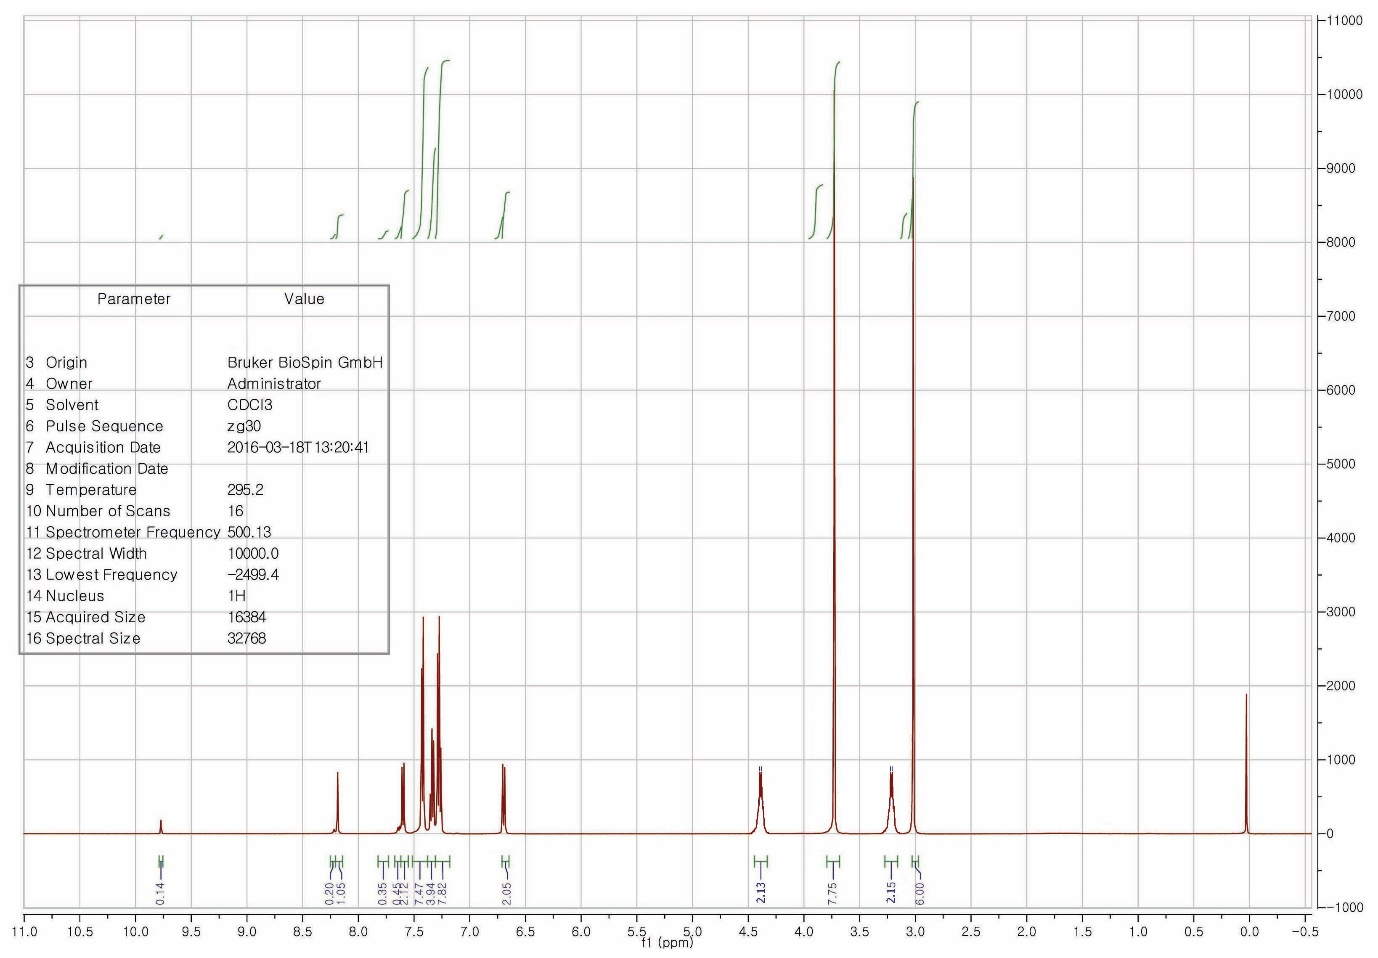 11000
10000
9000
8000
7000
6000
5000
4000
3000
2000
1000
0
-1000
Parameter Value
3 Origin Bruker BioSpin GmbH
4 Owner Administrator
5 Solvent CDCl3
6 Pulse Sequence zg30
7 Acquisition Date 2016-03-18T13:20:41
8 Modification Date
9 Temperature 295.2
10 Number of Scans 16
11 Spectrometer Frequency 500.13
12 Spectral Width 10000.0
13 Lowest Frequency -2499.4
14 Nucleus 1H
15 Acquired Size 16384
16 Spectral Size 32768
0.14 0.20 1.05 0.35 0.45 2.12 7.47 3.94 7.82 2.05 2.13 7.75 2.15 6.00
11.0 10.5 10.0 9.5 9.0 8.5 8.0 7.5 7.0 6.5 6.0 5.5 5.0 4.5 4.0 3.5 3.0 2.5 2.0 1.5 1.0 0.5 0.0 -0.5
f1 (ppm)